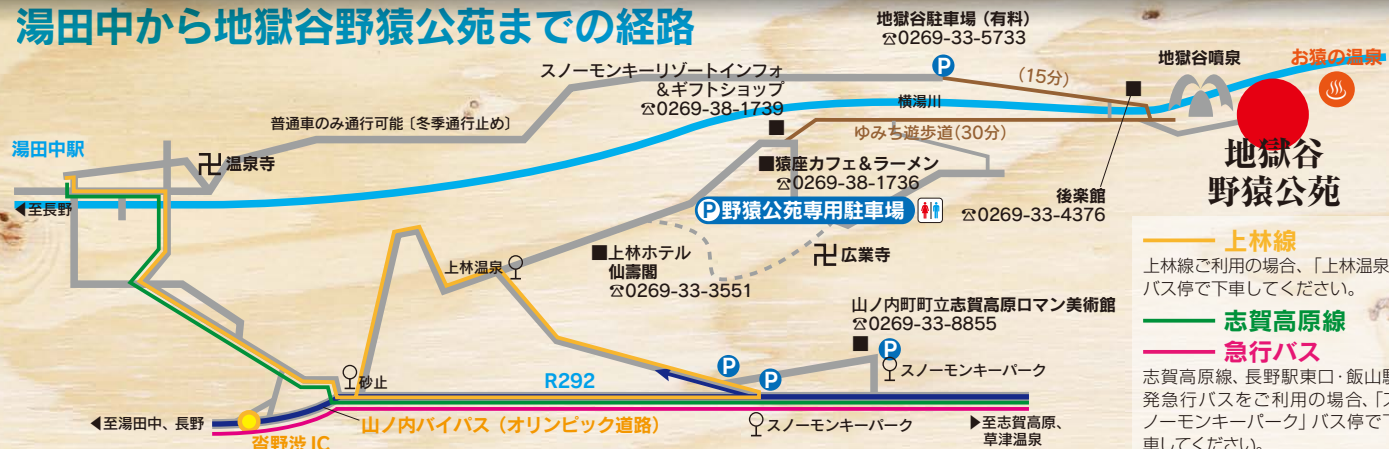 湯田中から地獄谷野猿公苑までの経路
地獄谷駐車場（有料）
☎0269-33-5733
P
(15分)
地獄谷噴泉
お猿の温泉
スノーモンキーリゾートインフォ
&ギフトショップ
☎0269-38-1739
横湯川
普通車のみ通行可能〔冬季通行止め〕
ゆみち遊歩道(30分)
湯田中駅
卍温泉寺
地獄谷
野猿公苑
■猿座カフェ&ラーメン
☎0269-38-1736
後楽館
☎0269-33-4376
◀至長野
P野猿公苑専用駐車場
上林線
上林線ご利用の場合、「上林温泉
バス停で下車してください。
■上林ホテル
仙壽閣
☎0269-33-3551
卍広業寺
上林温泉
山ノ内町町立志賀高原ロマン美術館
☎0269-33-8855
志賀高原線
急行バス
志賀高原線、長野駅東口・飯山
発急行バスをご利用の場合、「ス
ノーモンキーパーク」バス停で下
車してください。
P
スノーモンキーパーク
P
P
砂止
R292
◀至湯田中、長野
山ノ内バイパス（オリンピック道路）
スノーモンキーパーク
▶至志賀高原、
草津温泉
沓野渋IC